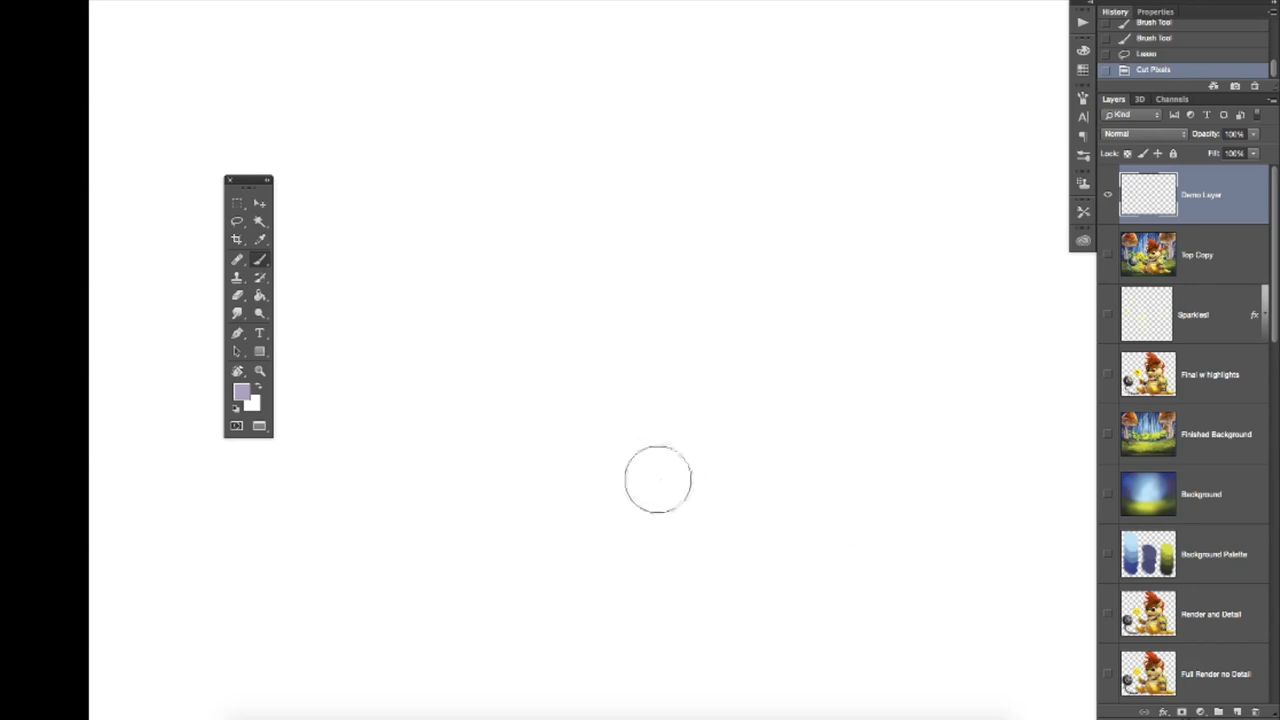 History Properties
Brush Tool
Brush Tool
Lasso
Cut Pixels
Layers 3D Channels
Kind
Normal Opacity: 100%
Lock: Fill: 100%
Demo Layer
Top Copy
Sparkles!
fx
Final w highlights
Finished Background
Background
Background Palette
Render and Detail
Full Render no Detail
fx